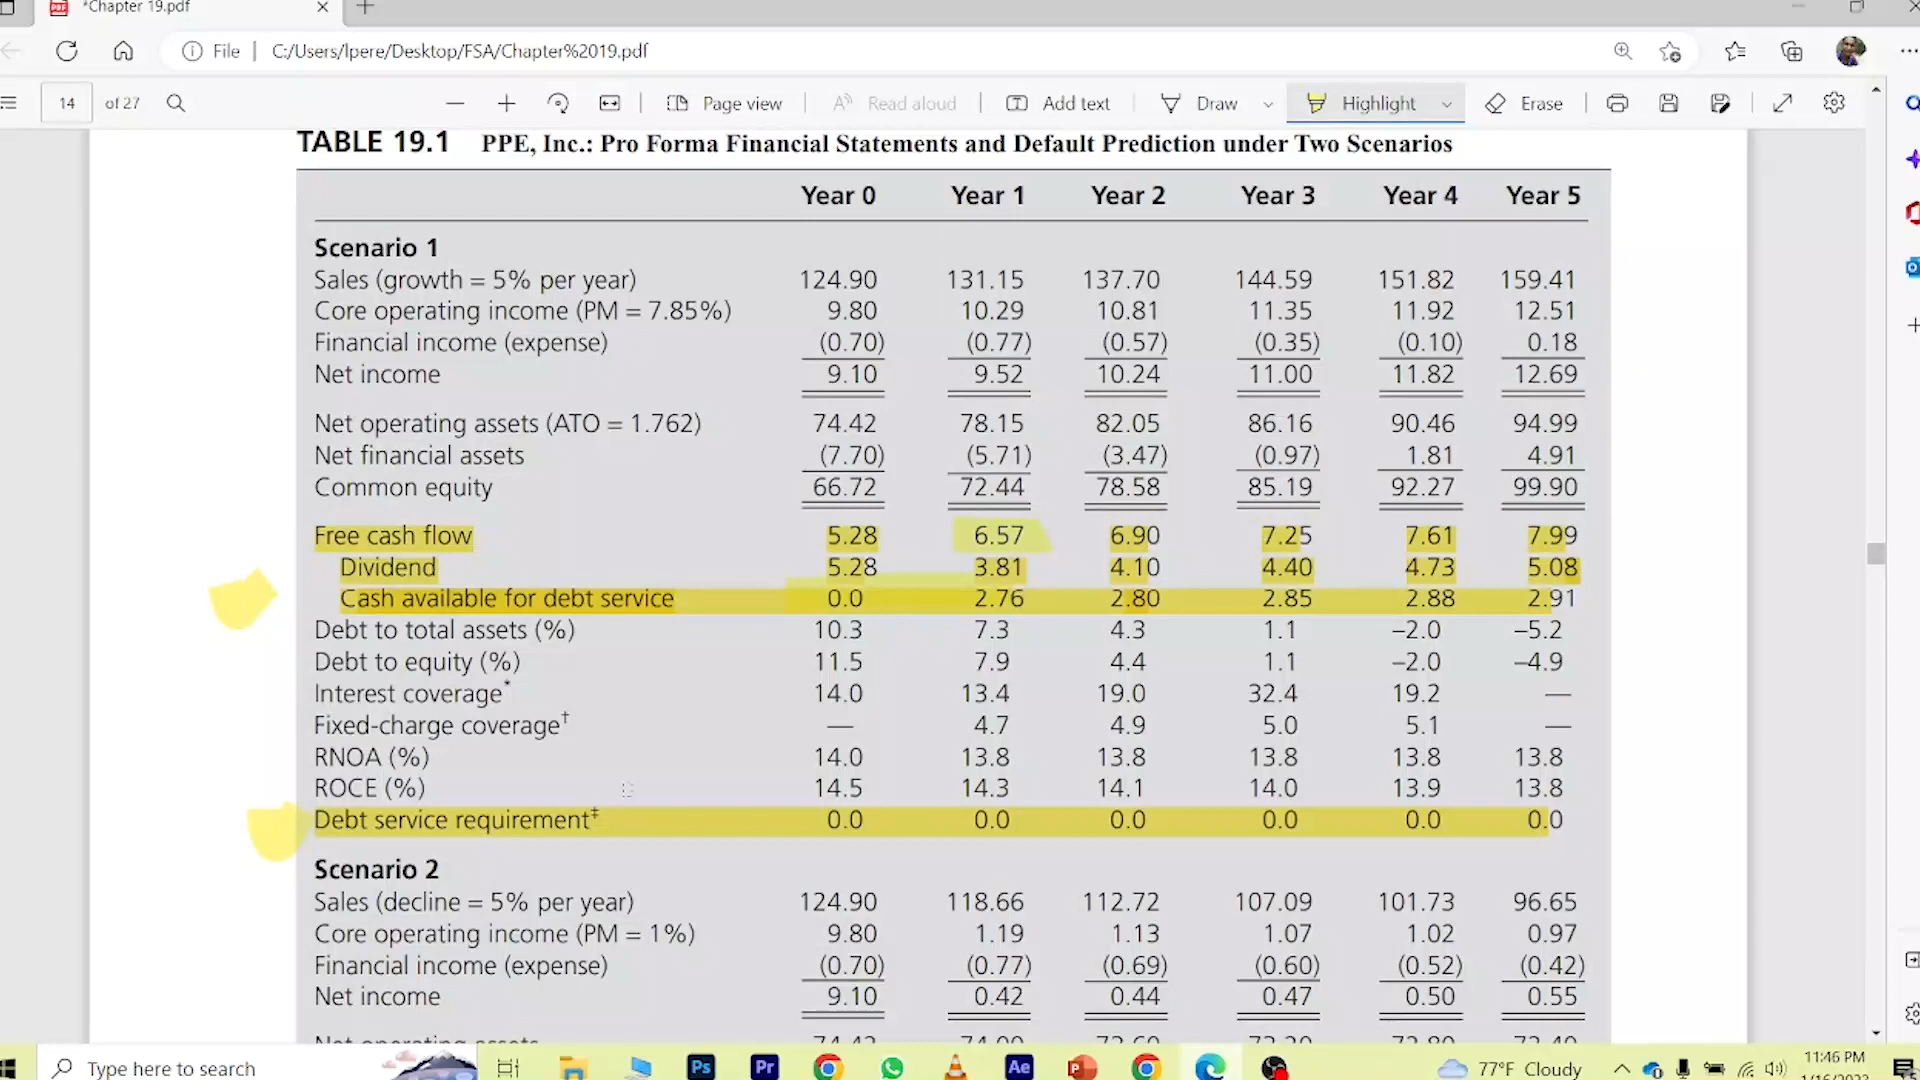 *Chapter 19.pdf
File
C:/Users/lpere/Desktop/FSA/Chapter%2019.pdf
14 of 27 Page view Read aloud Add text Draw Highlight Erase
TABLE 19.1 PPE, Inc.: Pro Forma Financial Statements and Default Prediction under Two Scenarios
Year 0 Year 1 Year 2 Year 3 Year 4 Year 5
Scenario 1
Sales (growth = 5% per year) 124.90 131.15 137.70 144.59 151.82 159.41
Core operating income (PM = 7.85%) 9.80 10.29 10.81 11.35 11.92 12.51
Financial income (expense) (0.70) (0.77) (0.57) (0.35) (0.10) 0.18
Net income 9.10 9.52 10.24 11.00 11.82 12.69
Net operating assets (ATO = 1.762) 74.42 78.15 82.05 86.16 90.46 94.99
Net financial assets (7.70) (5.71) (3.47) (0.97) 1.81 4.91
Common equity 66.72 72.44 78.58 85.19 92.27 99.90
Free cash flow 5.28 6.57 6.90 7.25 7.61 7.99
Dividend 5.28 3.81 4.10 4.40 4.73 5.08
Cash available for debt service 0.0 2.76 2.80 2.85 2.88 2.91
Debt to total assets (%) 10.3 7.3 4.3 1.1 –2.0 –5.2
Debt to equity (%) 11.5 7.9 4.4 1.1 –2.0 –4.9
Interest coverage* 14.0 13.4 19.0 32.4 19.2 —
Fixed-charge coverage† — 4.7 4.9 5.0 5.1 —
RNOA (%) 14.0 13.8 13.8 13.8 13.8 13.8
ROCE (%) 14.5 14.3 14.1 14.0 13.9 13.8
Debt service requirement‡ 0.0 0.0 0.0 0.0 0.0 0.0
Scenario 2
Sales (decline = 5% per year) 124.90 118.66 112.72 107.09 101.73 96.65
Core operating income (PM = 1%) 9.80 1.19 1.13 1.07 1.02 0.97
Financial income (expense) (0.70) (0.77) (0.69) (0.60) (0.52) (0.42)
Net income 9.10 0.42 0.44 0.47 0.50 0.55
Net operating assets
Type here to search
77°F Cloudy
11:46 PM